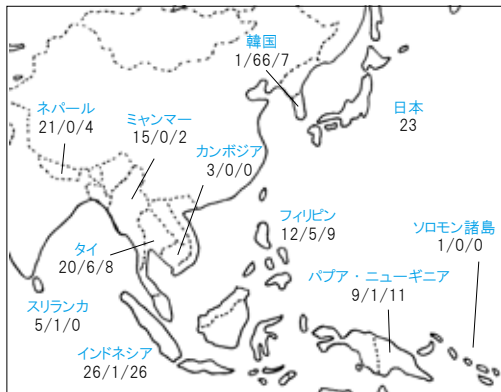 韓国
1/66/7
ネパール
21/0/4
ミャンマー
15/0/2
日本
23
カンボジア
3/0/0
フィリピン
12/5/9
ソロモン諸島
1/0/0
タイ
20/6/8
パプア・ニューギニア
9/1/11
スリランカ
5/1/0
インドネシア
26/1/26